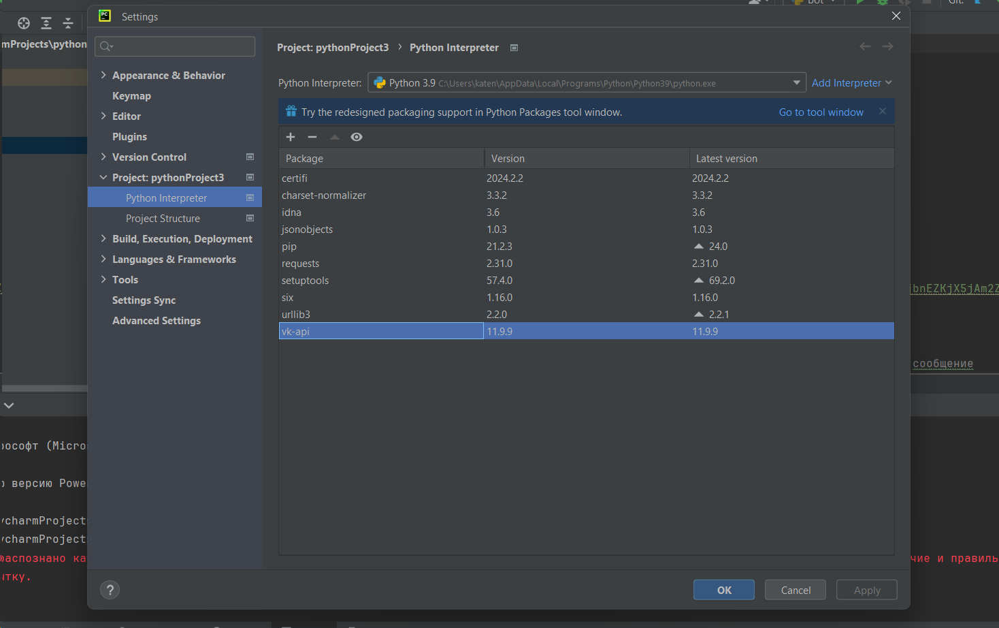 Settings
Git:
mProjects\python
Project: pythonProject3 › Python Interpreter
Appearance & Behavior
Keymap
Editor
Plugins
Version Control
Project: pythonProject3
Python Interpreter
Project Structure
Build, Execution, Deployment
Languages & Frameworks
Tools
Settings Sync
Advanced Settings
Python Interpreter: Python 3.9 C:\Users\katen\AppData\Local\Programs\Python\Python39\python.exe Add Interpreter
Try the redesigned packaging support in Python Packages tool window. Go to tool window
Package Version Latest version
certifi 2024.2.2 2024.2.2
charset-normalizer 3.3.2 3.3.2
idna 3.6 3.6
jsonobjects 1.0.3 1.0.3
pip 21.2.3 24.0
requests 2.31.0 2.31.0
setuptools 57.4.0 69.2.0
six 1.16.0 1.16.0
urllib3 2.2.0 2.2.1
vk-api 11.9.9 11.9.9
bnEZKjX5jAm2Z
сообщение
рософт (Micros
версию Powe
ycharmProject
ycharmProject
распознано ка
чие и правиль
ытку.
? OK Cancel Apply